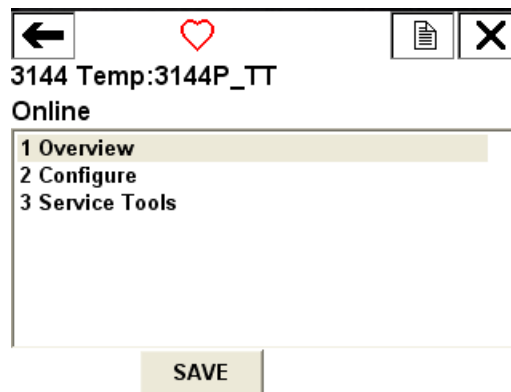 3144 Temp:3144P_TT
Online
1 Overview
2 Configure
3 Service Tools
SAVE